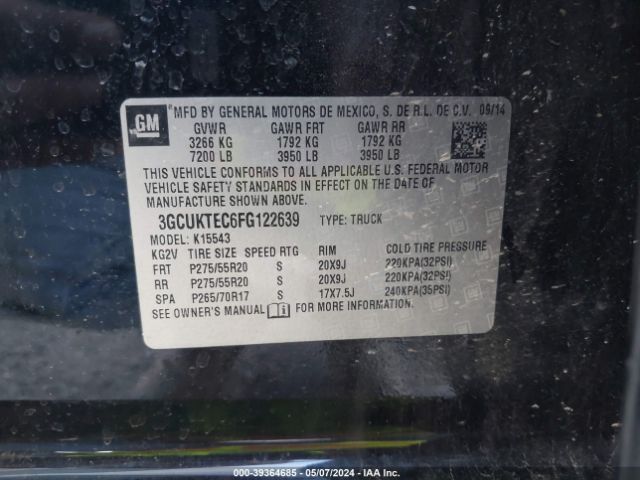 GM
MFD BY GENERAL MOTORS DE MEXICO, S. DE R.L. DE C.V. 09/14
GVWR GAWR FRT GAWR RR
3266 KG 1792 KG 1792 KG
7200 LB 3950 LB 3950 LB
THIS VEHICLE CONFORMS TO ALL APPLICABLE U.S. FEDERAL MOTOR
VEHICLE SAFETY STANDARDS IN EFFECT ON THE DATE OF
MANUFACTURE SHOWN ABOVE.
3GCUKTEC6FG122639 TYPE: TRUCK
MODEL: K15543
KG2V TIRE SIZE SPEED RTG RIM COLD TIRE PRESSURE
FRT P275/55R20 S 20X9J 220KPA(32PSI)
RR P275/55R20 S 20X9J 220KPA(32PSI)
SPA P265/70R17 S 17X7.5J 240KPA(35PSI)
SEE OWNER'S MANUAL i FOR MORE INFORMATION.
000-39364685 - 05/07/2024 - IAA Inc.